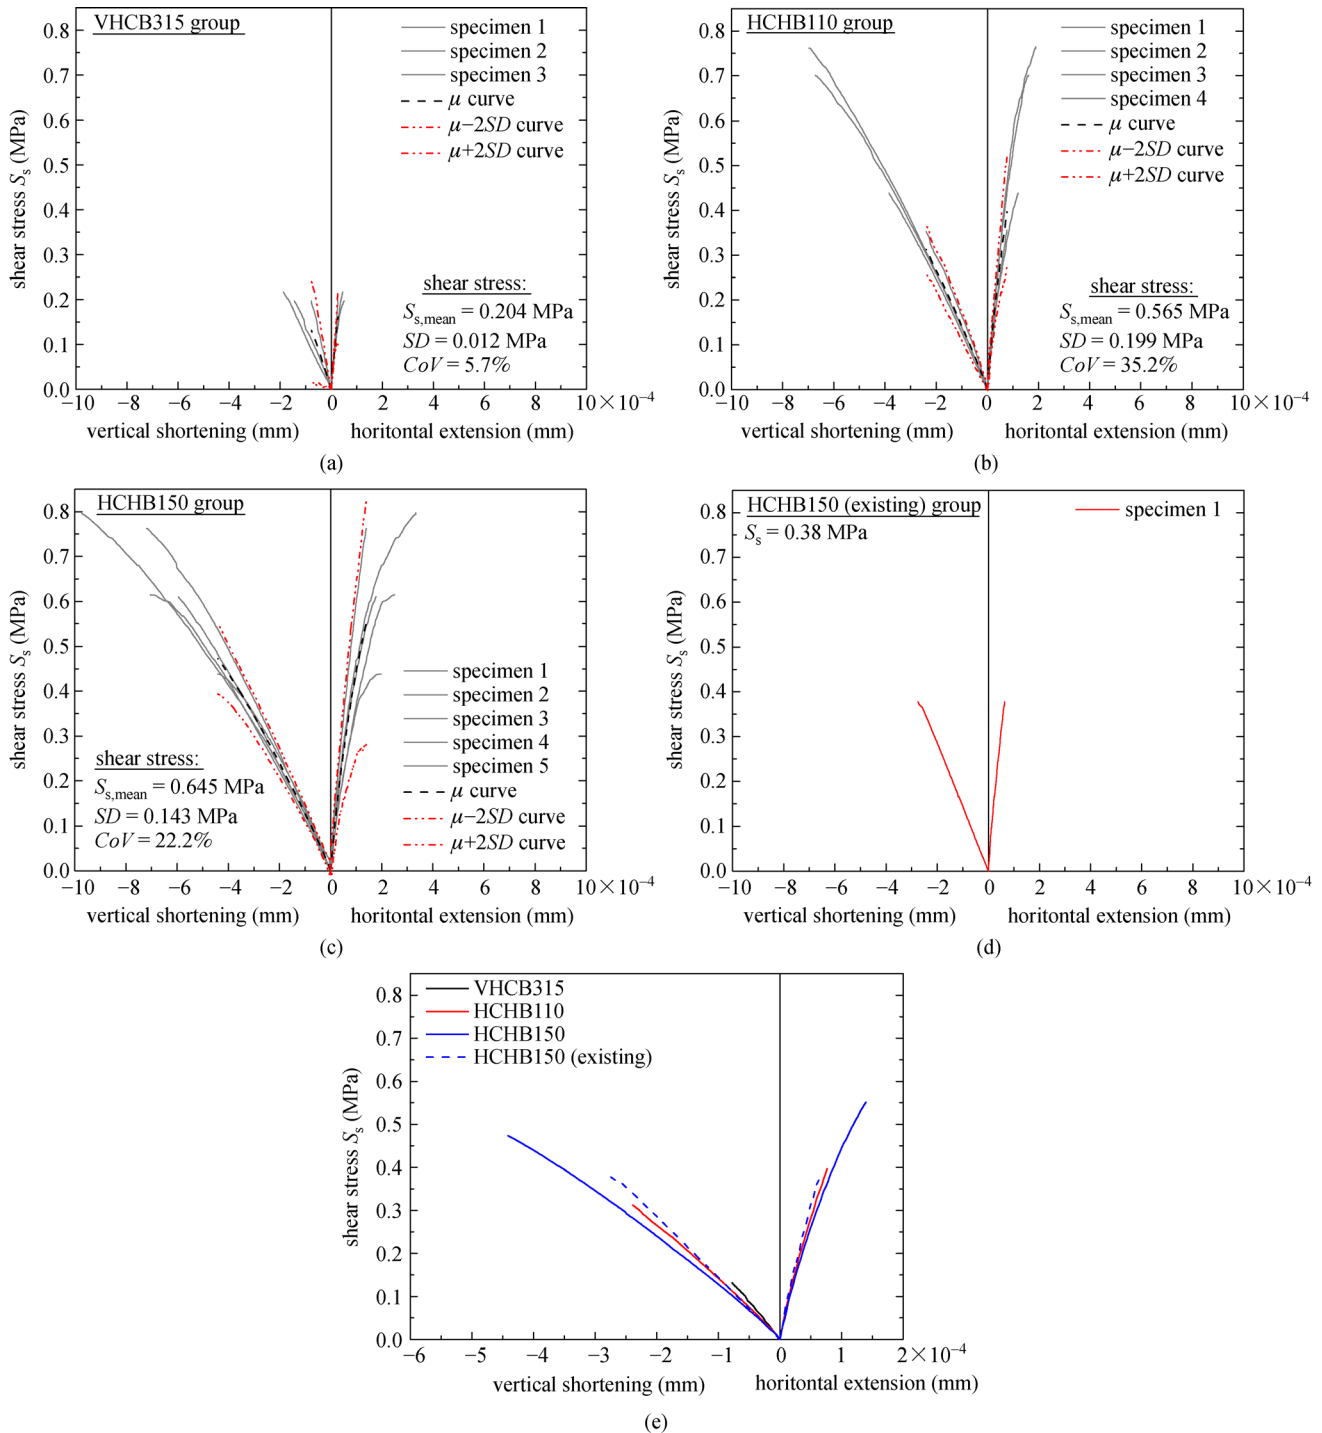 VHCB315 group
specimen 1
specimen 2
specimen 3
μ curve
μ−2SD curve
μ+2SD curve
shear stress:
Ss,mean = 0.204 MPa
SD = 0.012 MPa
CoV = 5.7%
0.8
0.7
0.6
0.5
0.4
0.3
0.2
0.1
0.0
shear stress Ss (MPa)
−10 −8 −6 −4 −2 0 2 4 6 8 10×10−4
vertical shortening (mm) horitontal extension (mm)
(a)
HCHB110 group
specimen 1
specimen 2
specimen 3
specimen 4
μ curve
μ−2SD curve
μ+2SD curve
shear stress:
Ss,mean = 0.565 MPa
SD = 0.199 MPa
CoV = 35.2%
0.8
0.7
0.6
0.5
0.4
0.3
0.2
0.1
0.0
shear stress Ss (MPa)
−10 −8 −6 −4 −2 0 2 4 6 8 10×10−4
vertical shortening (mm) horitontal extension (mm)
(b)
HCHB150 group
specimen 1
specimen 2
specimen 3
specimen 4
specimen 5
μ curve
μ−2SD curve
μ+2SD curve
shear stress:
Ss,mean = 0.645 MPa
SD = 0.143 MPa
CoV = 22.2%
0.8
0.7
0.6
0.5
0.4
0.3
0.2
0.1
0.0
shear stress Ss (MPa)
−10 −8 −6 −4 −2 0 2 4 6 8 10×10−4
vertical shortening (mm) horitontal extension (mm)
(c)
HCHB150 (existing) group
Ss = 0.38 MPa
specimen 1
0.8
0.7
0.6
0.5
0.4
0.3
0.2
0.1
0.0
shear stress Ss (MPa)
−10 −8 −6 −4 −2 0 2 4 6 8 10×10−4
vertical shortening (mm) horitontal extension (mm)
(d)
VHCB315
HCHB110
HCHB150
HCHB150 (existing)
0.8
0.7
0.6
0.5
0.4
0.3
0.2
0.1
0.0
shear stress Ss (MPa)
−6 −5 −4 −3 −2 −1 0 1 2×10−4
vertical shortening (mm) horitontal extension (mm)
(e)